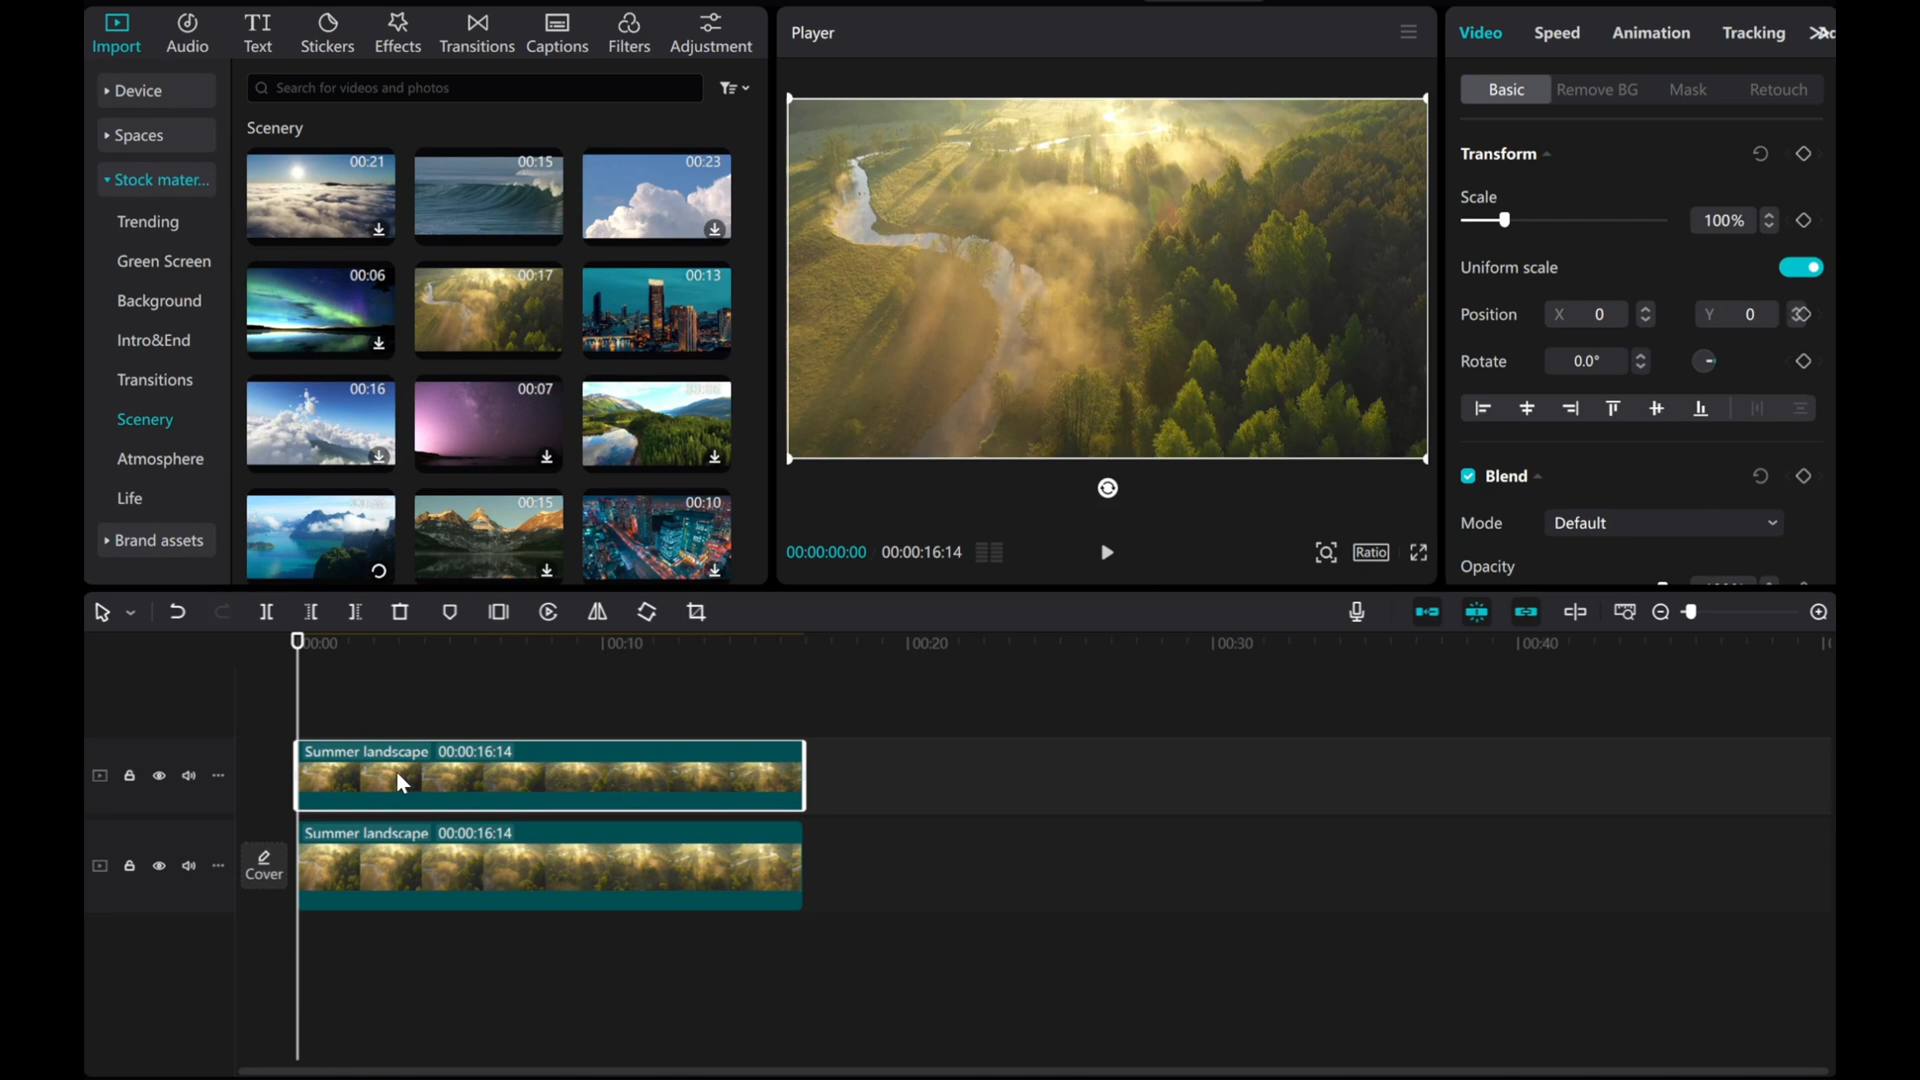 Import
Audio
Text
Stickers
Effects
Transitions
Captions
Filters
Adjustment
Device
Spaces
Stock mater...
Trending
Green Screen
Background
Intro&End
Transitions
Scenery
Atmosphere
Life
Brand assets
Search for videos and photos
Scenery
00:21
00:15
00:23
00:06
00:17
00:13
00:16
00:07
00:15
00:10
Player
00:00:00:00
00:00:16:14
Ratio
Video
Speed
Animation
Tracking
Basic
Remove BG
Mask
Retouch
Transform
Scale
100%
Uniform scale
Position
X 0
Y 0
Rotate
0.0°
Blend
Mode
Default
Opacity
00:00
00:10
00:20
00:30
00:40
Summer landscape 00:00:16:14
Cover
Summer landscape 00:00:16:14